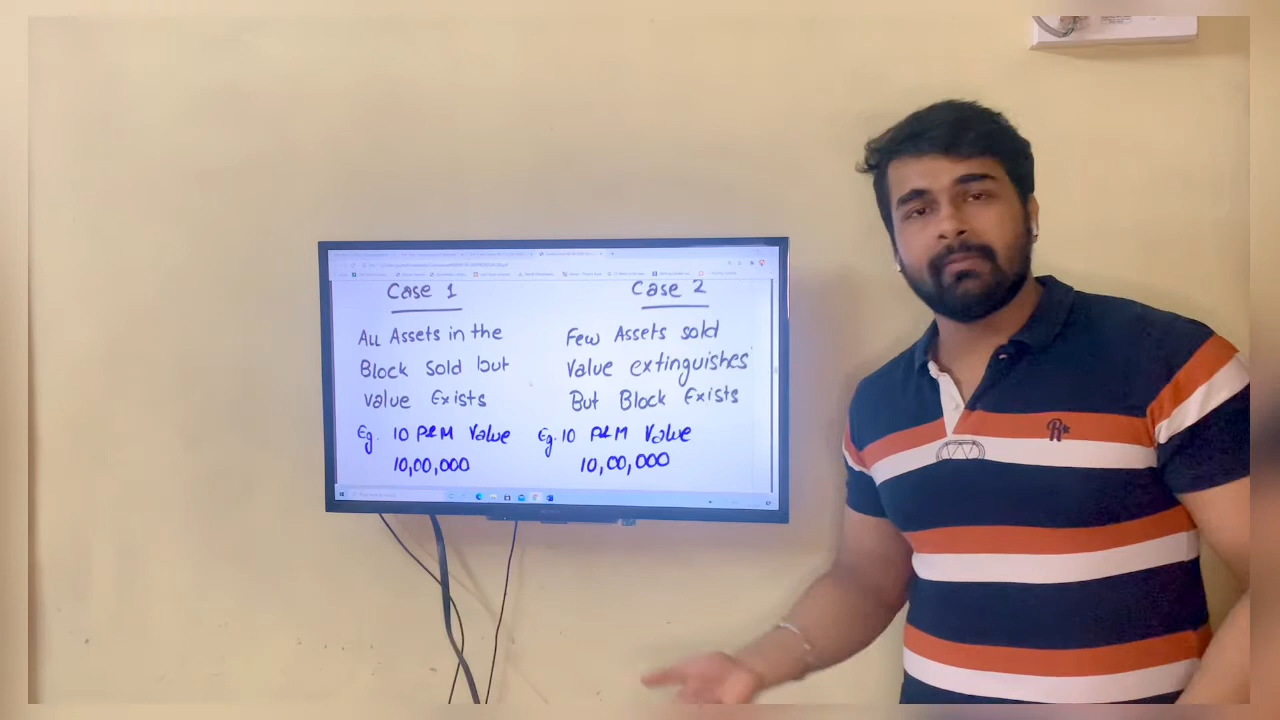 Case 1
All Assets in the
Block sold but
value Exists
Eg. 10 P&M Value
10,00,000
Case 2
Few Assets sold
Value extinguishes
But Block Exists
Eg. 10 P&M Value
10,00,000
R